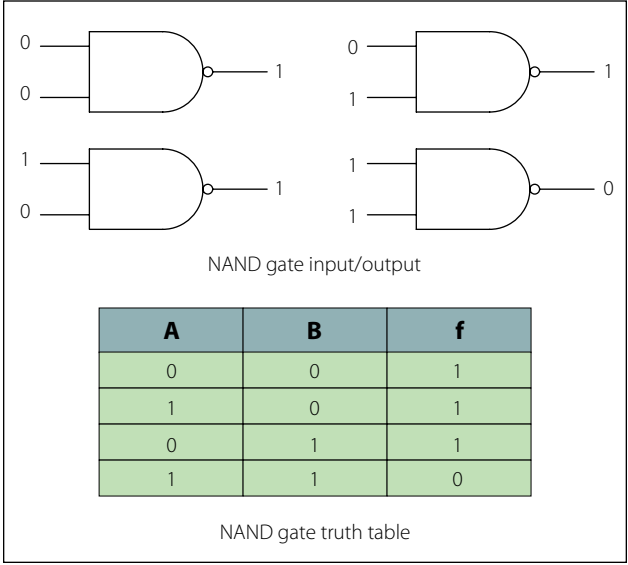 0 1
0
0 1
1
1 1
0
1 0
1
NAND gate input/output
A B f
0 0 1
1 0 1
0 1 1
1 1 0
NAND gate truth table